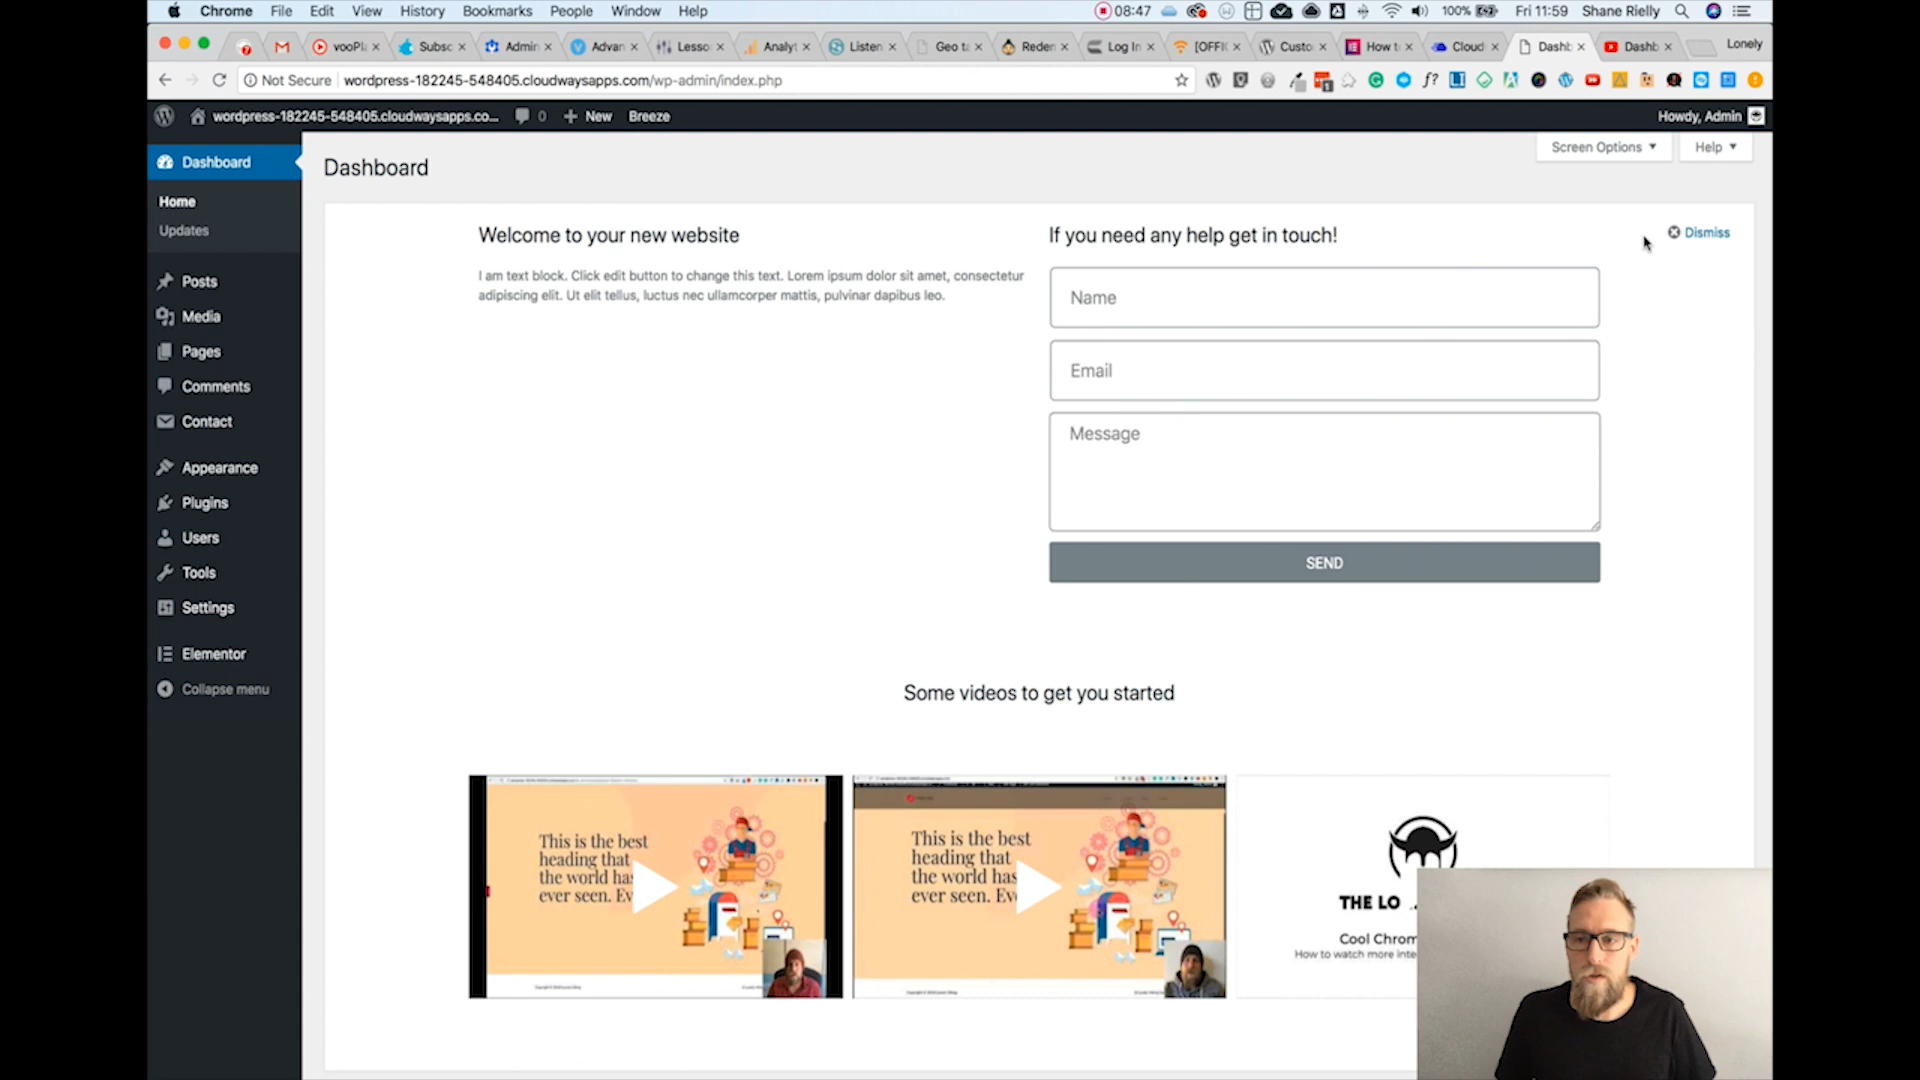 Chrome File Edit View History Bookmarks People Window Help 08:47 100% Fri 11:59 Shane Rielly
vooPl Subsc Admin Advan Lesso Analyt Listen Geo ta Reden Log In [OFFI Custo How t Cloud Dashb Dashb Lonely
Not Secure wordpress-182245-548405.cloudwaysapps.com/wp-admin/index.php
wordpress-182245-548405.cloudwaysapps.co... 0 + New Breeze Howdy, Admin
Screen Options Help
Dashboard
Dashboard
Home
Updates
Posts
Media
Pages
Comments
Contact
Appearance
Plugins
Users
Tools
Settings
Elementor
Collapse menu
Welcome to your new website
I am text block. Click edit button to change this text. Lorem ipsum dolor sit amet, consectetur
adipiscing elit. Ut elit tellus, luctus nec ullamcorper mattis, pulvinar dapibus leo.
If you need any help get in touch!
Dismiss
Name
Email
Message
SEND
Some videos to get you started
This is the best
heading that
the world has
ever seen. Ev
This is the best
heading that
the world has
ever seen. Ev
THE LO
Cool Chrom
How to watch more inte